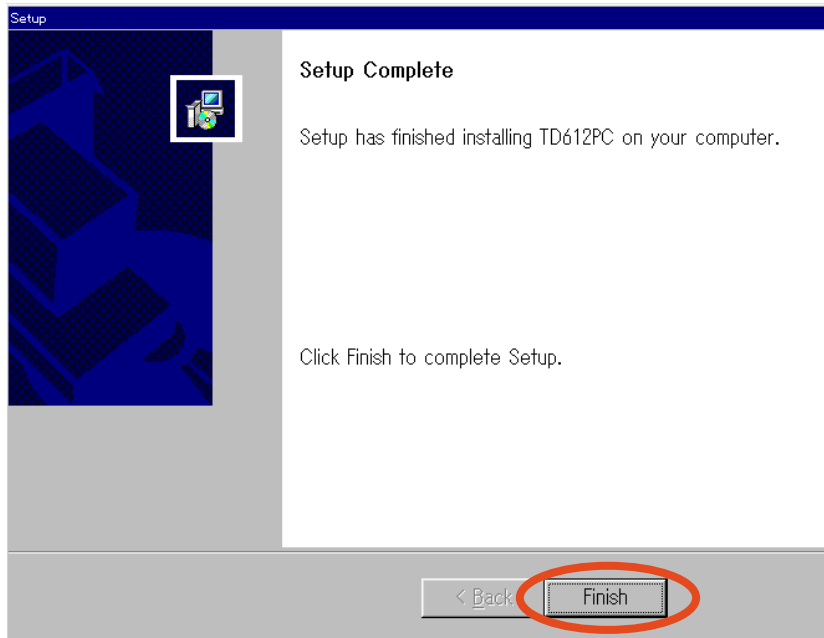 Setup
Setup Complete
Setup has finished installing TD612PC on your computer.
Click Finish to complete Setup.
< Back
Finish